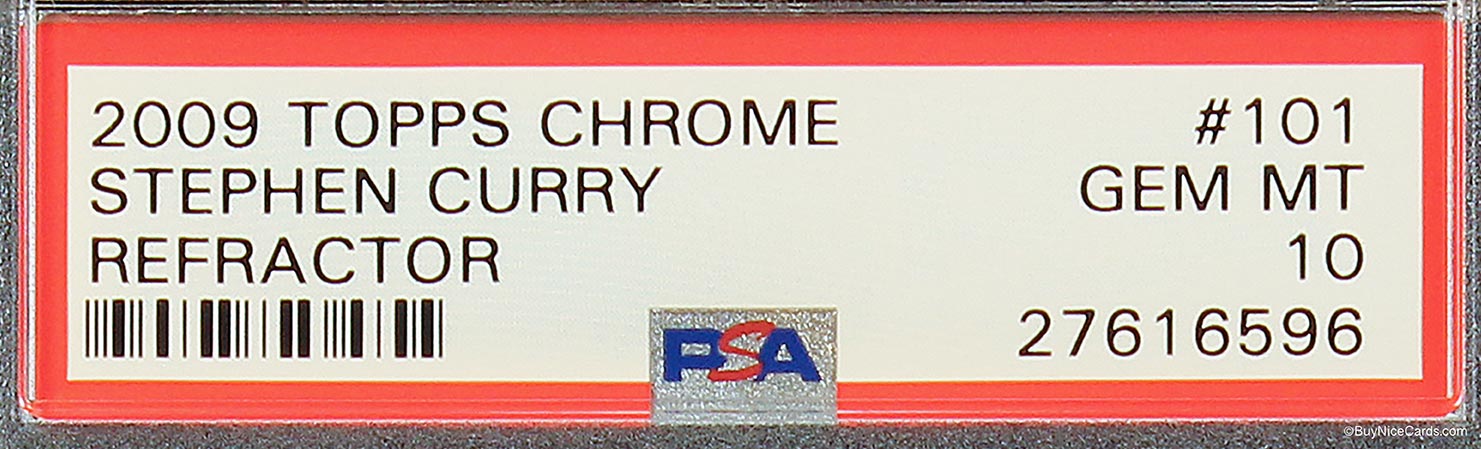 2009 TOPPS CHROME #101
STEPHEN CURRY GEM MT
REFRACTOR 10
27616596
PSA
©BuyNiceCards.com